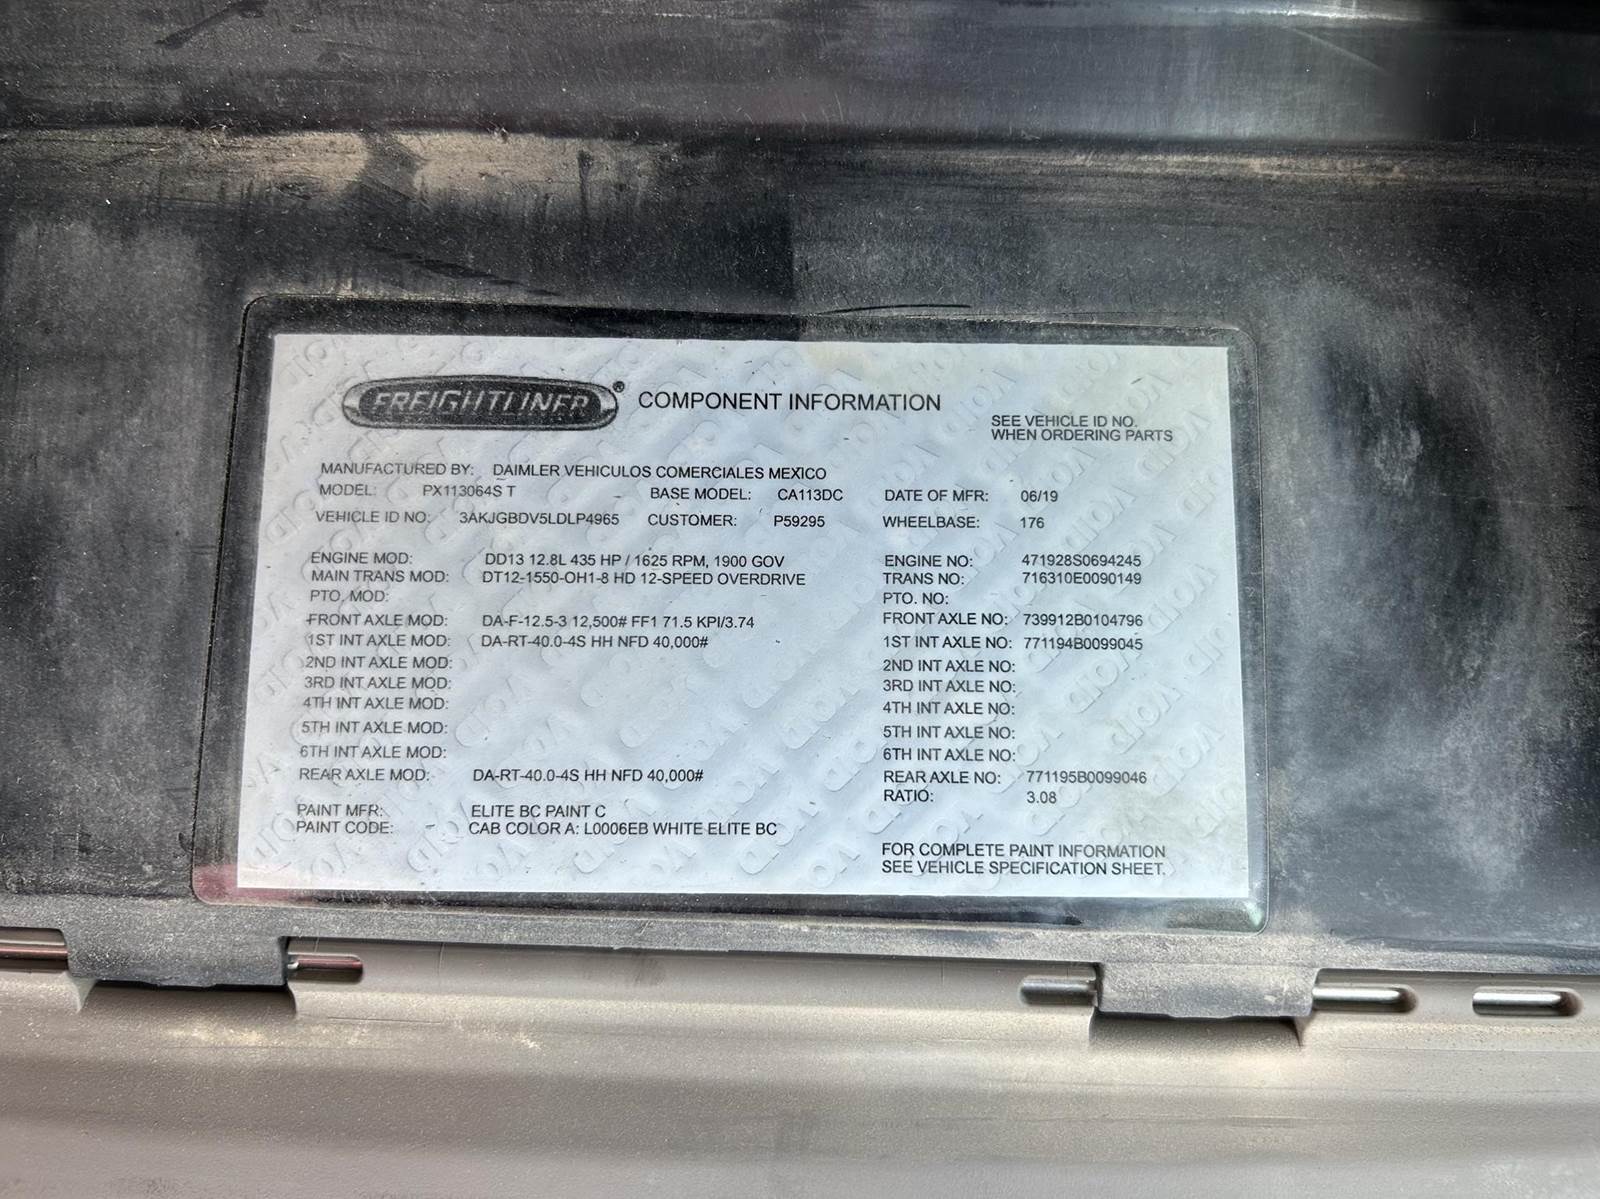 FREIGHTLINER® COMPONENT INFORMATION
SEE VEHICLE ID NO.
WHEN ORDERING PARTS
MANUFACTURED BY: DAIMLER VEHICULOS COMERCIALES MEXICO
MODEL: PX113064S T BASE MODEL: CA113DC DATE OF MFR: 06/19
VEHICLE ID NO: 3AKJGBDV5LDLP4965 CUSTOMER: P59295 WHEELBASE: 176
ENGINE MOD: DD13 12.8L 435 HP / 1625 RPM, 1900 GOV ENGINE NO: 471928S0694245
MAIN TRANS MOD: DT12-1550-OH1-8 HD 12-SPEED OVERDRIVE TRANS NO: 716310E0090149
PTO. MOD: PTO. NO:
FRONT AXLE MOD: DA-F-12.5-3 12,500# FF1 71.5 KPI/3.74 FRONT AXLE NO: 739912B0104796
1ST INT AXLE MOD: DA-RT-40.0-4S HH NFD 40,000# 1ST INT AXLE NO: 771194B0099045
2ND INT AXLE MOD: 2ND INT AXLE NO:
3RD INT AXLE MOD: 3RD INT AXLE NO:
4TH INT AXLE MOD: 4TH INT AXLE NO:
5TH INT AXLE MOD: 5TH INT AXLE NO:
6TH INT AXLE MOD: 6TH INT AXLE NO:
REAR AXLE MOD: DA-RT-40.0-4S HH NFD 40,000# REAR AXLE NO: 771195B0099046
RATIO: 3.08
PAINT MFR: ELITE BC PAINT C
PAINT CODE: CAB COLOR A: L0006EB WHITE ELITE BC
FOR COMPLETE PAINT INFORMATION
SEE VEHICLE SPECIFICATION SHEET.